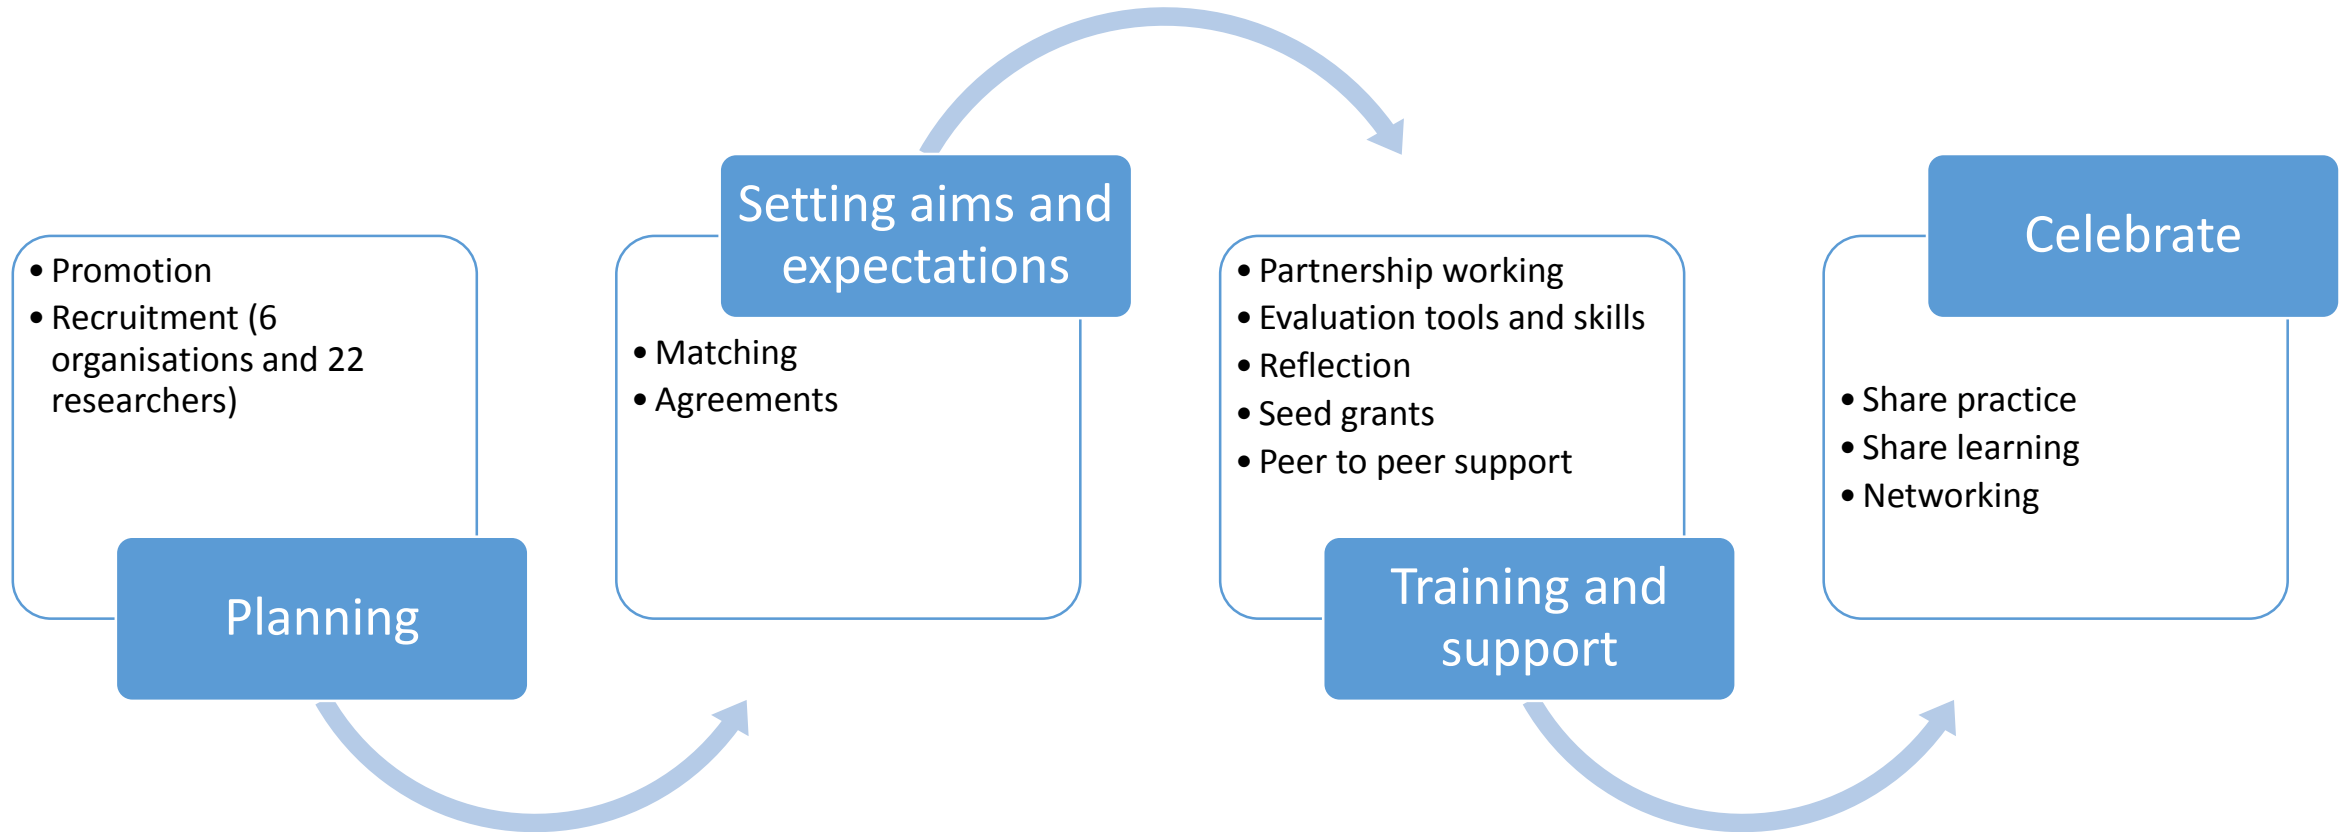 • Promotion
• Recruitment (6
organisations and 22
researchers)
Planning
Setting aims and
expectations
• Matching
• Agreements
• Partnership working
• Evaluation tools and skills
• Reflection
• Seed grants
• Peer to peer support
Training and
support
Celebrate
• Share practice
• Share learning
• Networking